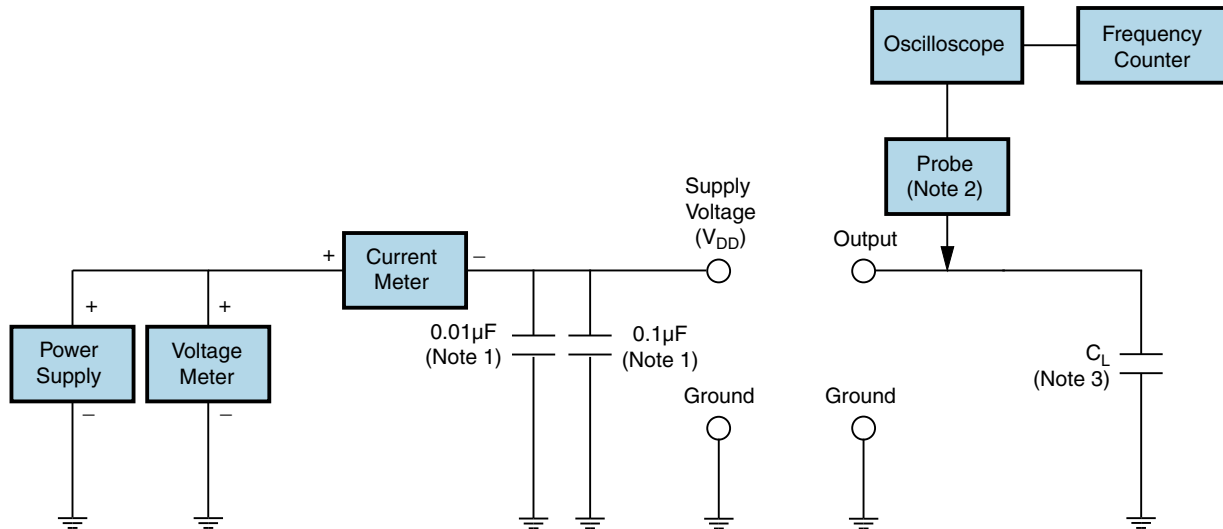 Oscilloscope
Frequency
Counter
Probe
(Note 2)
Supply
Voltage
(V_DD)
Output
+
Current
Meter
–
+
Power
Supply
–
+
Voltage
Meter
–
0.01µF
(Note 1)
0.1µF
(Note 1)
Ground
Ground
C_L
(Note 3)